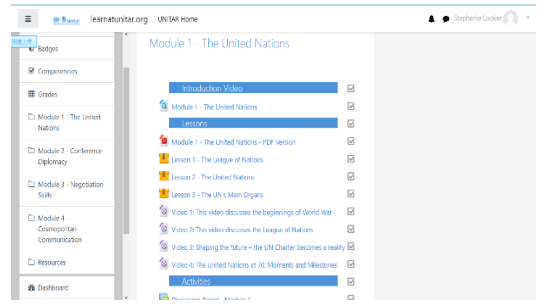 learnatunitar.org UNITAR Home
Stephanie Looker
Badges
Competencies
Grades
Module 1 - The United
Nations
Module 2 - Conference
Diplomacy
Module 3 - Negotiation
Skills
Module 4 -
Cosmopolitan
Communication
Resources
Dashboard
Module 1 - The United Nations
Introduction Video
Module 1 - The United Nations
Lessons
Module 1 - The United Nations - PDF Version
Lesson 1 - The League of Nations
Lesson 2 - The United Nations
Lesson 3 - The UN's Main Organs
Video 1: This video discusses the beginnings of World War I
Video 2: This video discusses the League of Nations
Video 3: Shaping the future – the UN Charter becomes a reality
Video 4: The United Nations at 70: Moments and Milestones
Activities
Discussion Board - Module 1